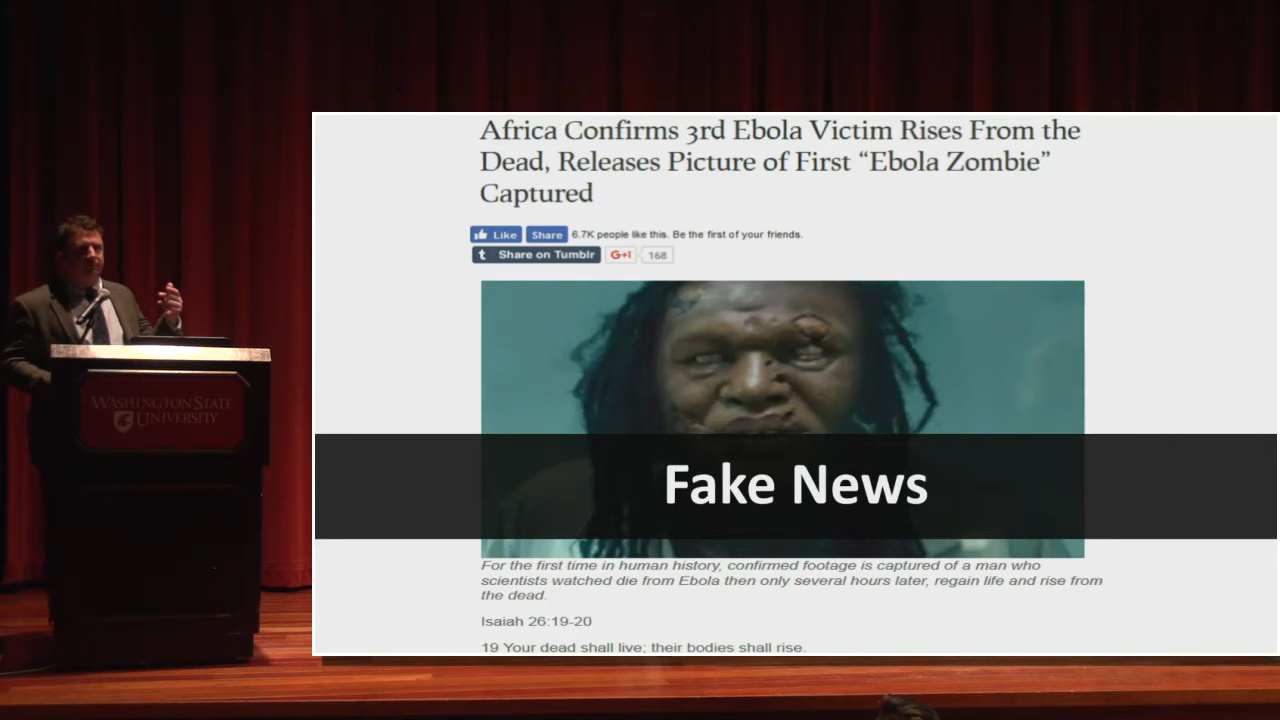 Africa Confirms 3rd Ebola Victim Rises From the
Dead, Releases Picture of First “Ebola Zombie”
Captured
Like Share 6.7K people like this. Be the first of your friends.
t Share on Tumblr G+1 168
WASHINGTON STATE
UNIVERSITY
Fake News
For the first time in human history, confirmed footage is captured of a man who
scientists watched die from Ebola then only several hours later, regain life and rise from
the dead.
Isaiah 26:19-20
19 Your dead shall live; their bodies shall rise.